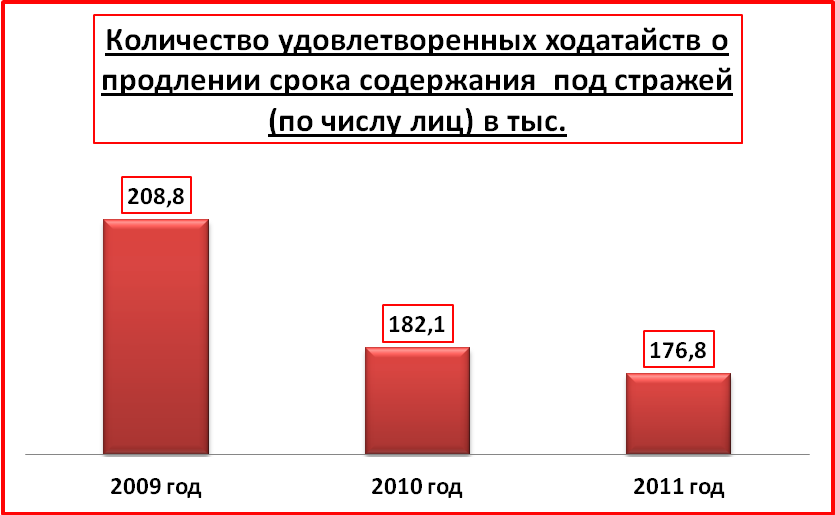 Количество удовлетворенных ходатайств о
продлении срока содержания под стражей
(по числу лиц) в тыс.
208,8
182,1
176,8
2009 год
2010 год
2011 год